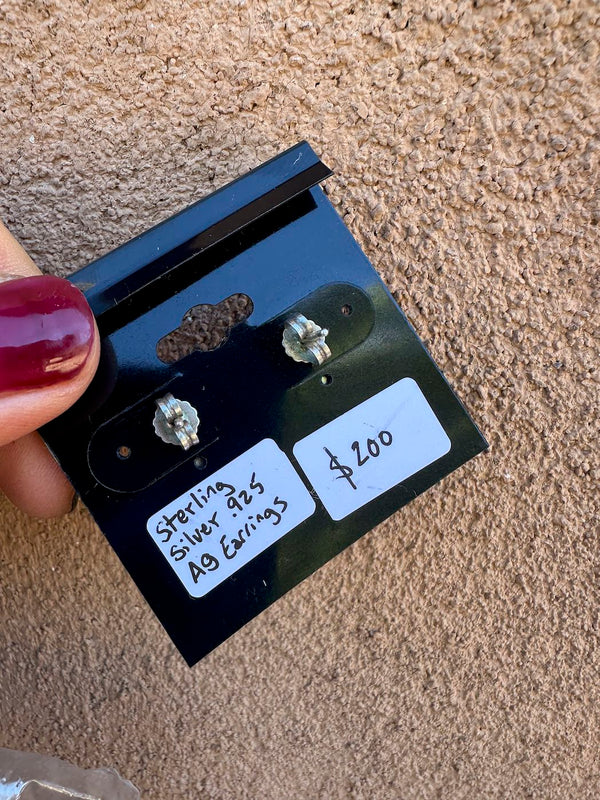 Sterling
Silver .925
Ag Earrings
$200